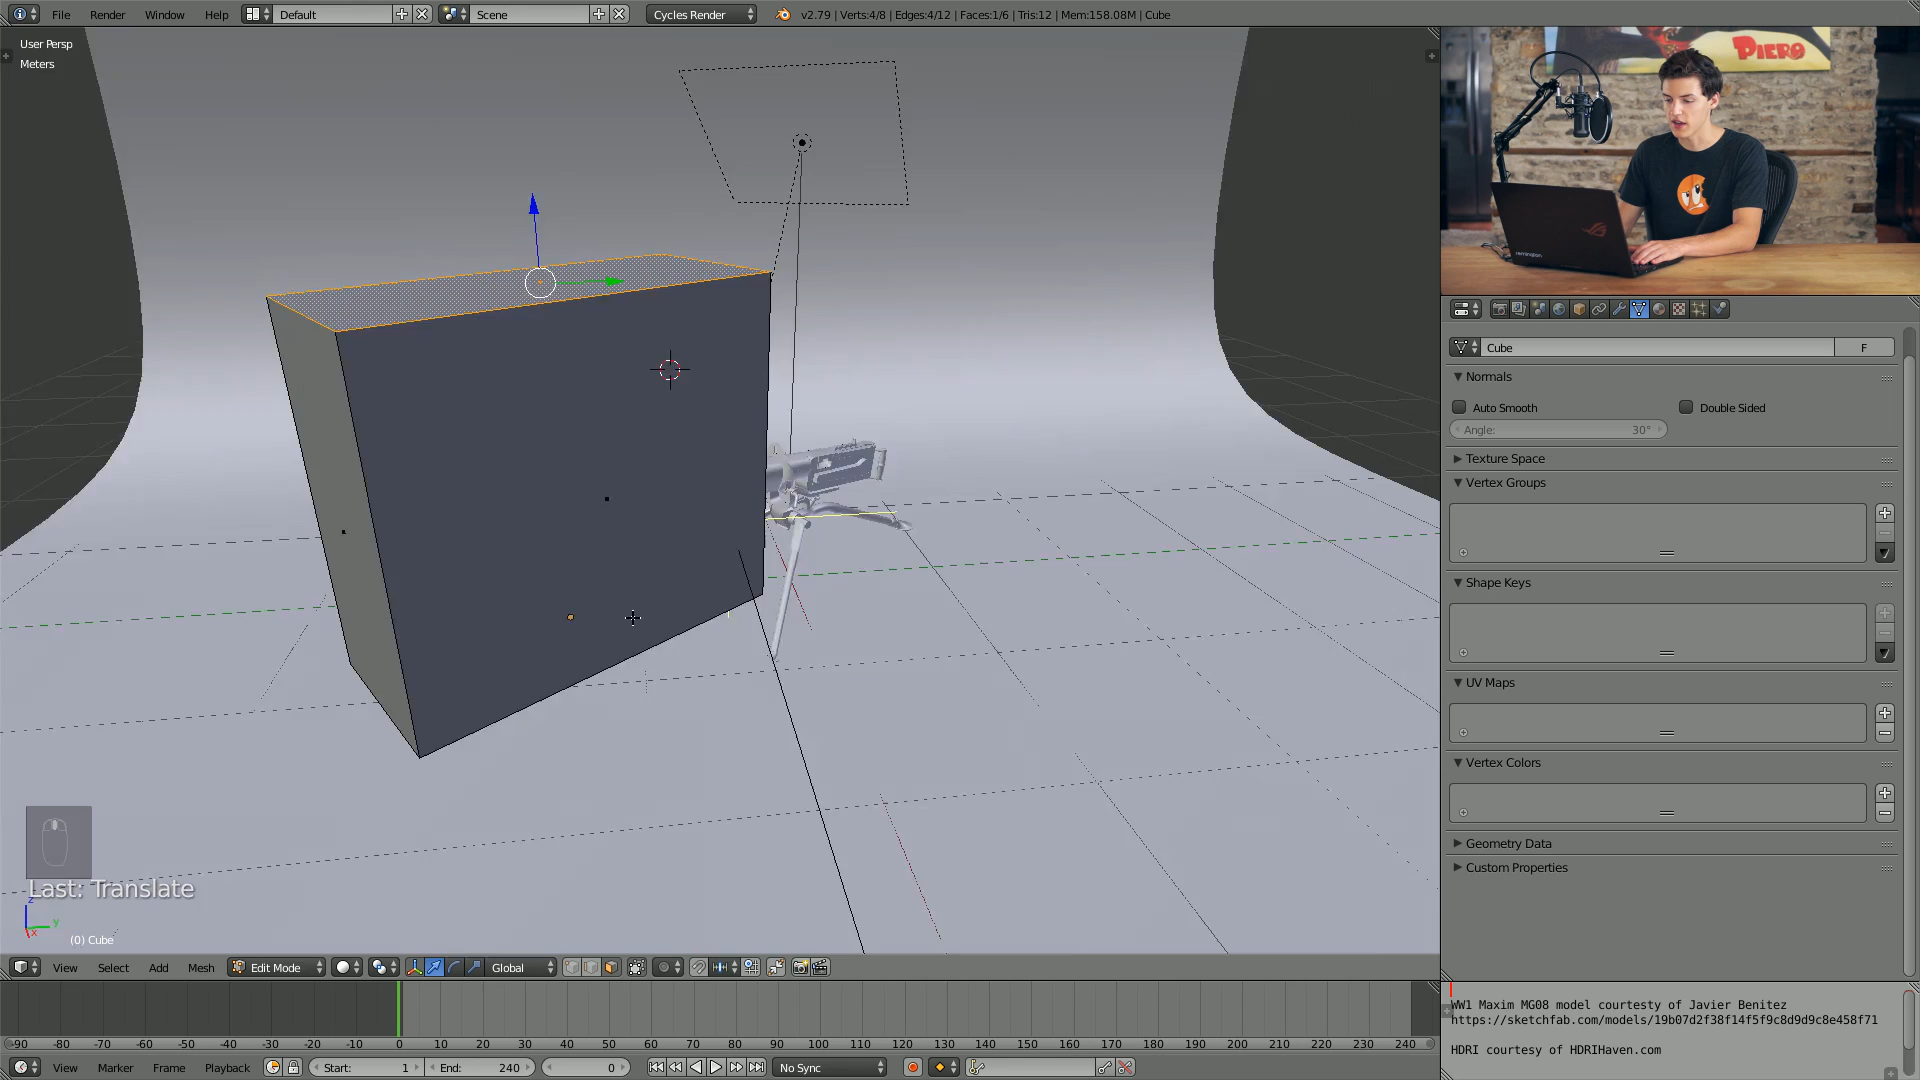 File Render Window Help Default Scene Cycles Render v2.79 | Verts:4/8 | Edges:4/12 | Faces:1/6 | Tris:12 | Mem:158.08M | Cube
User Persp
Meters
PIERO
remington
Cube F
Normals
Auto Smooth Double Sided
Angle: 30°
Texture Space
Vertex Groups
Shape Keys
UV Maps
Vertex Colors
Geometry Data
Custom Properties
Last: Translate
z
y
x
(0) Cube
View Select Add Mesh Edit Mode Global
WW1 Maxim MG08 model courtesty of Javier Benitez
https://sketchfab.com/models/19b07d2f38f14f5f9c8d9d9c8e458f71
HDRI courtesy of HDRIHaven.com
-90 -80 -70 -60 -50 -40 -30 -20 -10 0 10 20 30 40 50 60 70 80 90 100 110 120 130 140 150 160 170 180 190 200 210 220 230 240
View Marker Frame Playback Start: 1 End: 240 0 No Sync